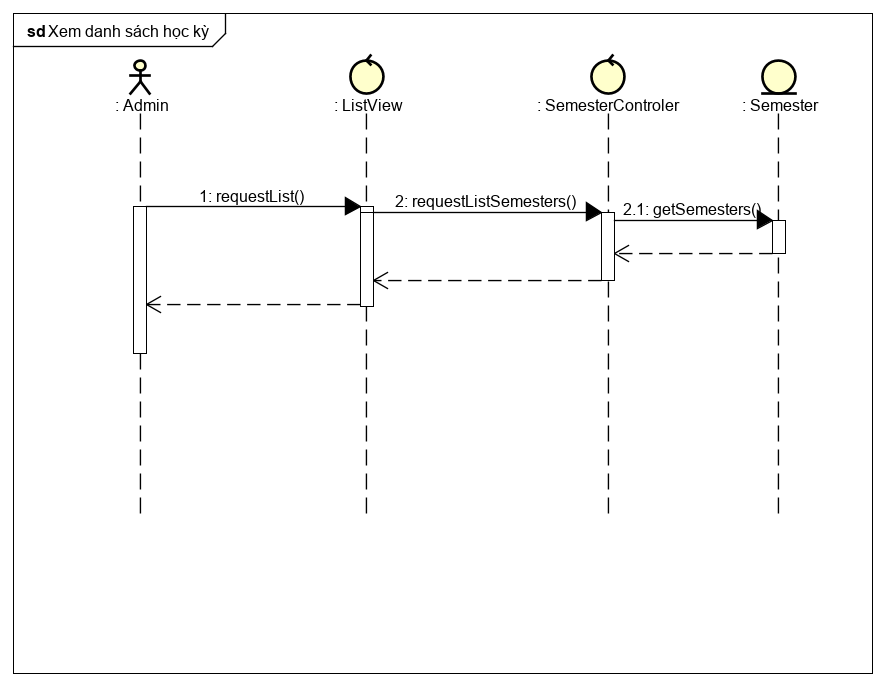 sd Xem danh sách học kỳ
: Admin
: ListView
: SemesterControler
: Semester
1: requestList()
2: requestListSemesters()
2.1: getSemesters()